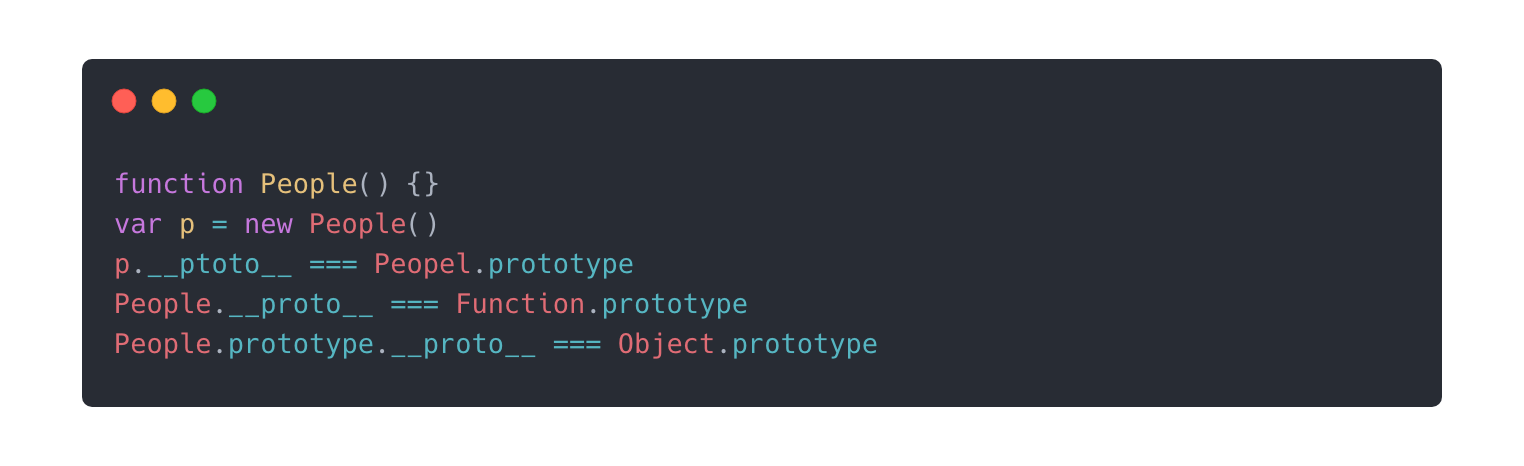 function People() {}
var p = new People()
p.__ptoto__ === Peopel.prototype
People.__proto__ === Function.prototype
People.prototype.__proto__ === Object.prototype